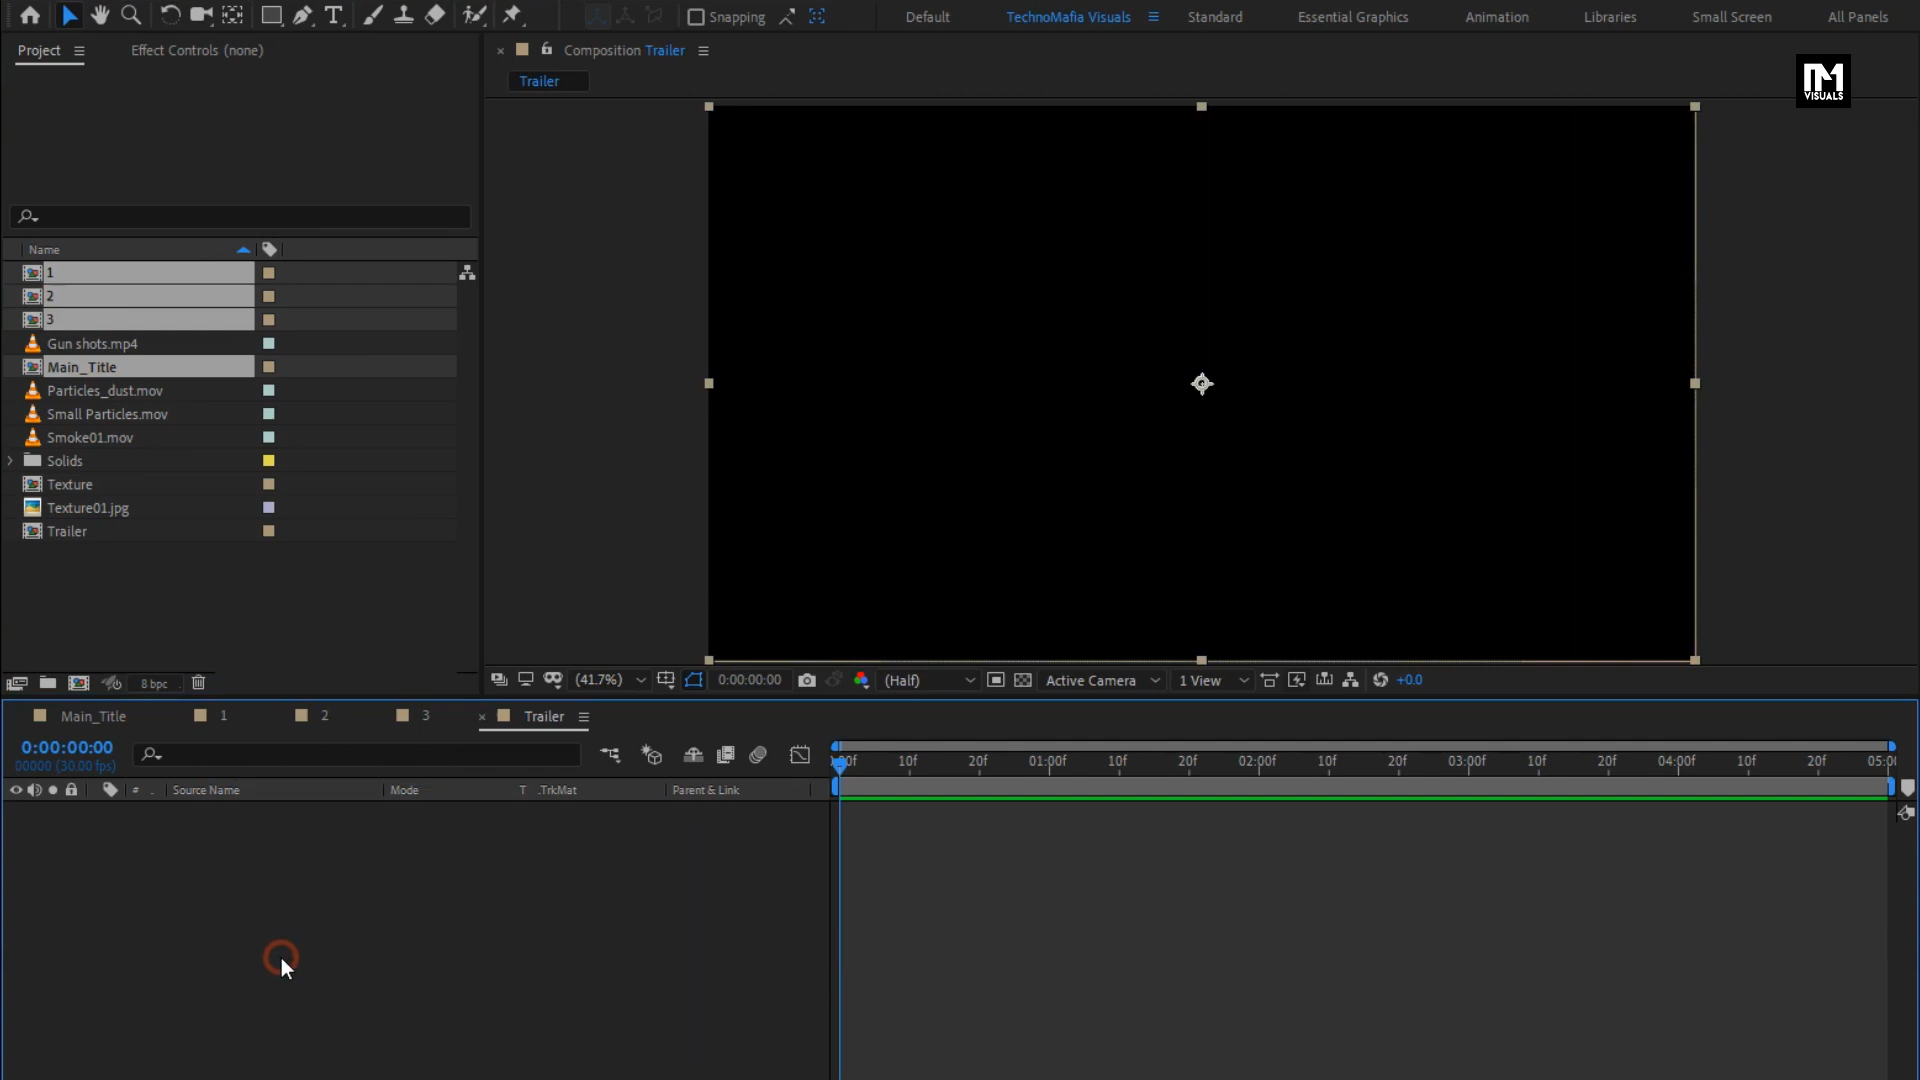 Snapping
Default
TechnoMafia Visuals
Standard
Essential Graphics
Animation
Libraries
Small Screen
All Panels
Project
Effect Controls (none)
Composition Trailer
Trailer
VISUALS
Name
1
2
3
Gun shots.mp4
Main_Title
Particles_dust.mov
Small Particles.mov
Smoke01.mov
Solids
Texture
Texture01.jpg
Trailer
8 bpc
(41.7%)
0:00:00:00
(Half)
Active Camera
1 View
+0.0
Main_Title
1
2
3
Trailer
0:00:00:00
00000 (30.00 fps)
10f 20f 01:00f 10f 20f 02:00f 10f 20f 03:00f 10f 20f 04:00f 10f 20f
# . Source Name Mode T .TrkMat Parent & Link